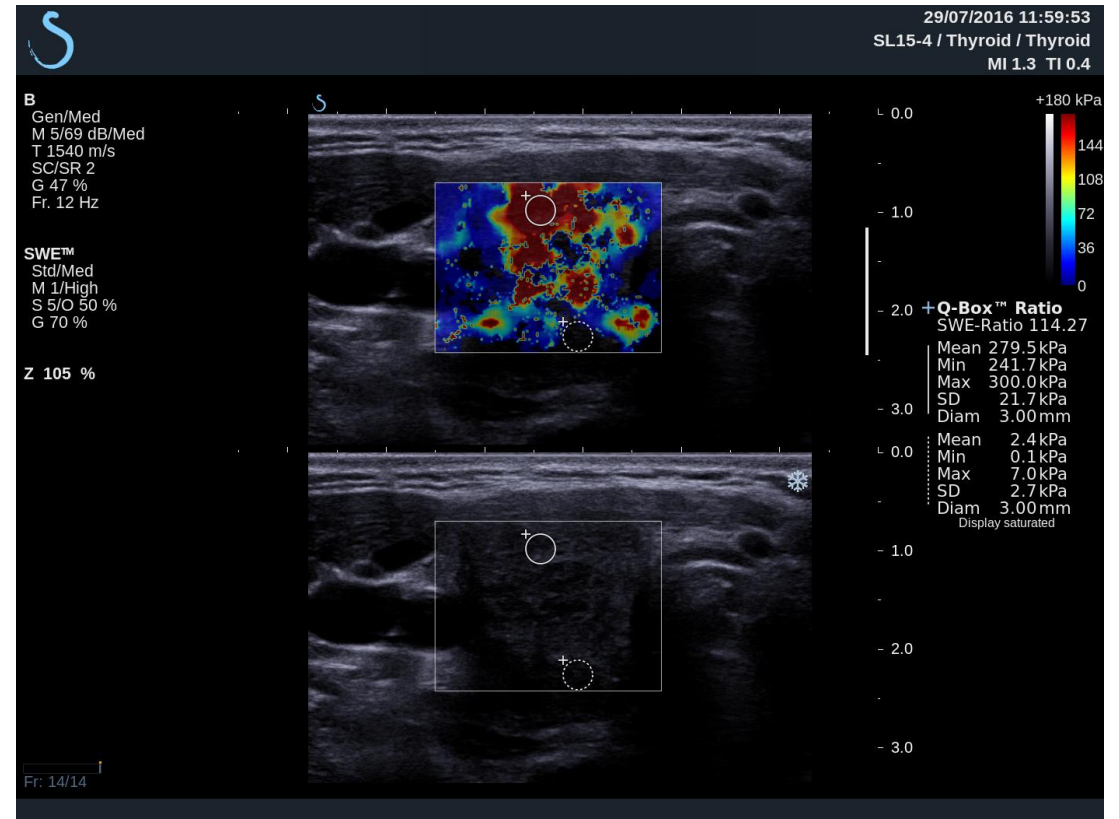 29/07/2016 11:59:53
SL15-4 / Thyroid / Thyroid
MI 1.3 TI 0.4
B
Gen/Med
M 5/69 dB/Med
T 1540 m/s
SC/SR 2
G 47 %
Fr. 12 Hz
SWE™
Std/Med
M 1/High
S 5/O 50 %
G 70 %
Z 105 %
+180 kPa
144
108
72
36
0
0.0
1.0
2.0
3.0
+Q-Box™ Ratio
SWE-Ratio 114.27
Mean 279.5 kPa
Min 241.7 kPa
Max 300.0 kPa
SD 21.7 kPa
Diam 3.00 mm
Mean 2.4 kPa
Min 0.1 kPa
Max 7.0 kPa
SD 2.7 kPa
Diam 3.00 mm
Display saturated
0.0
1.0
2.0
3.0
Fr: 14/14